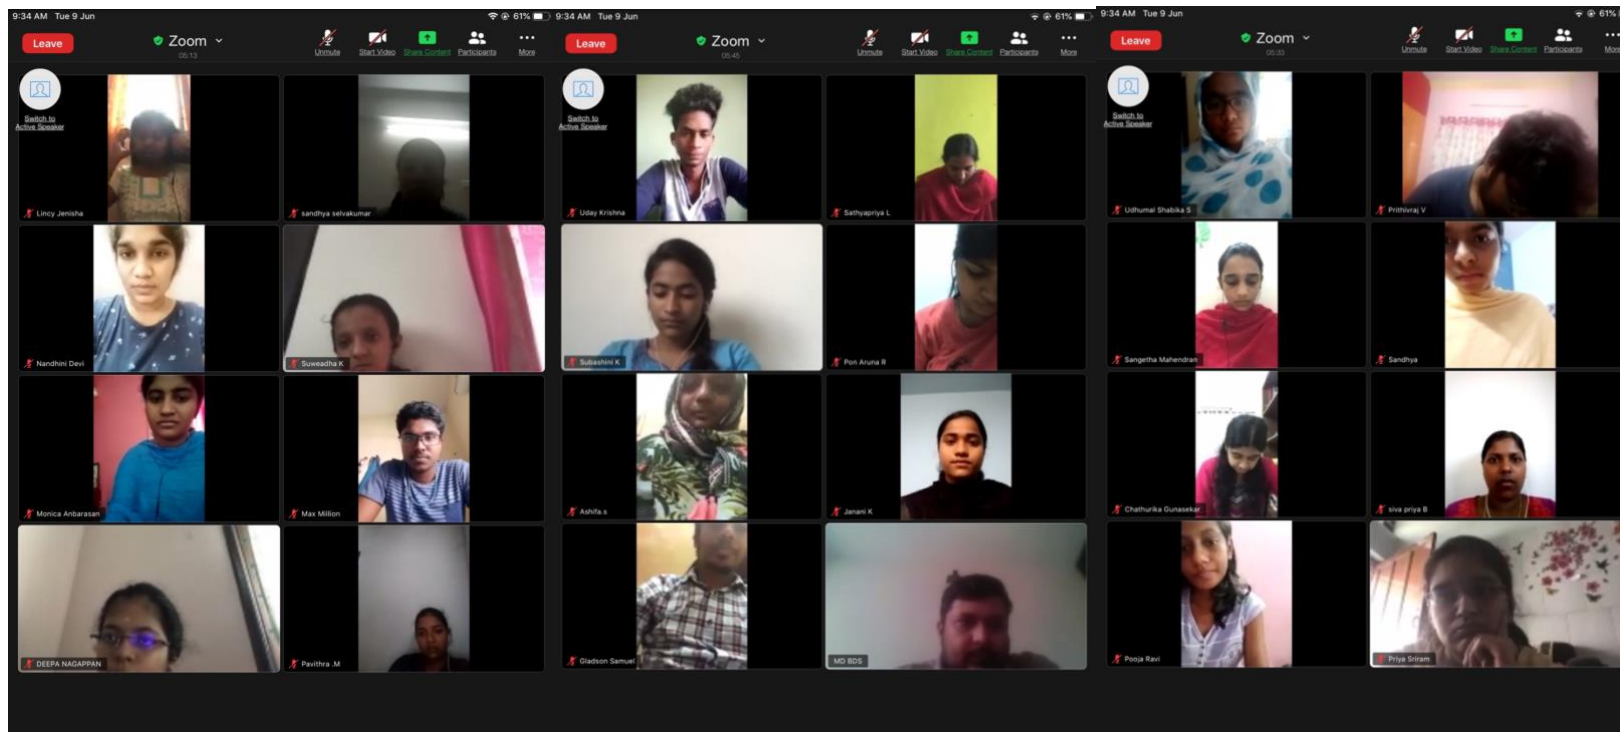 9:34 AM Tue 9 Jun
61%
Leave
Zoom
05:13
Unmute
Start Video
Share Content
Participants
More
Switch to
Active Speaker
Lincy Jenisha
sandhya selvakumar
Nandhini Devi
Suweadha K
Monica Anbarasan
Max Million
DEEPA NAGAPPAN
Pavithra .M
9:34 AM Tue 9 Jun
61%
Leave
Zoom
05:45
Unmute
Start Video
Share Content
Participants
More
Switch to
Active Speaker
Uday Krishna
Sathyapriya L
Subashini K
Pon Aruna R
Ashifa.s
Janani K
Gladson Samuel
MD BDS
9:34 AM Tue 9 Jun
61%
Leave
Zoom
05:33
Unmute
Start Video
Share Content
Participants
More
Switch to
Active Speaker
Udhumal Shabika S
Prithivraj V
Sangetha Mahendran
Sandhya
Chathurika Gunasekar
siva priya B
Pooja Ravi
Priya Sriram